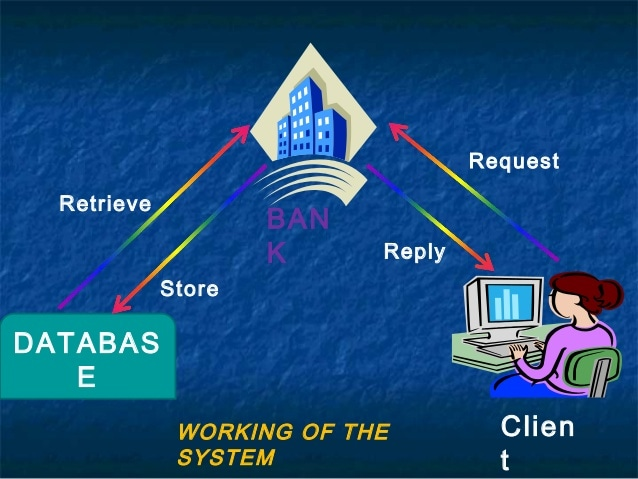 Request
Retrieve
BAN
K
Reply
Store
DATABAS
E
WORKING OF THE
SYSTEM
Clien
t